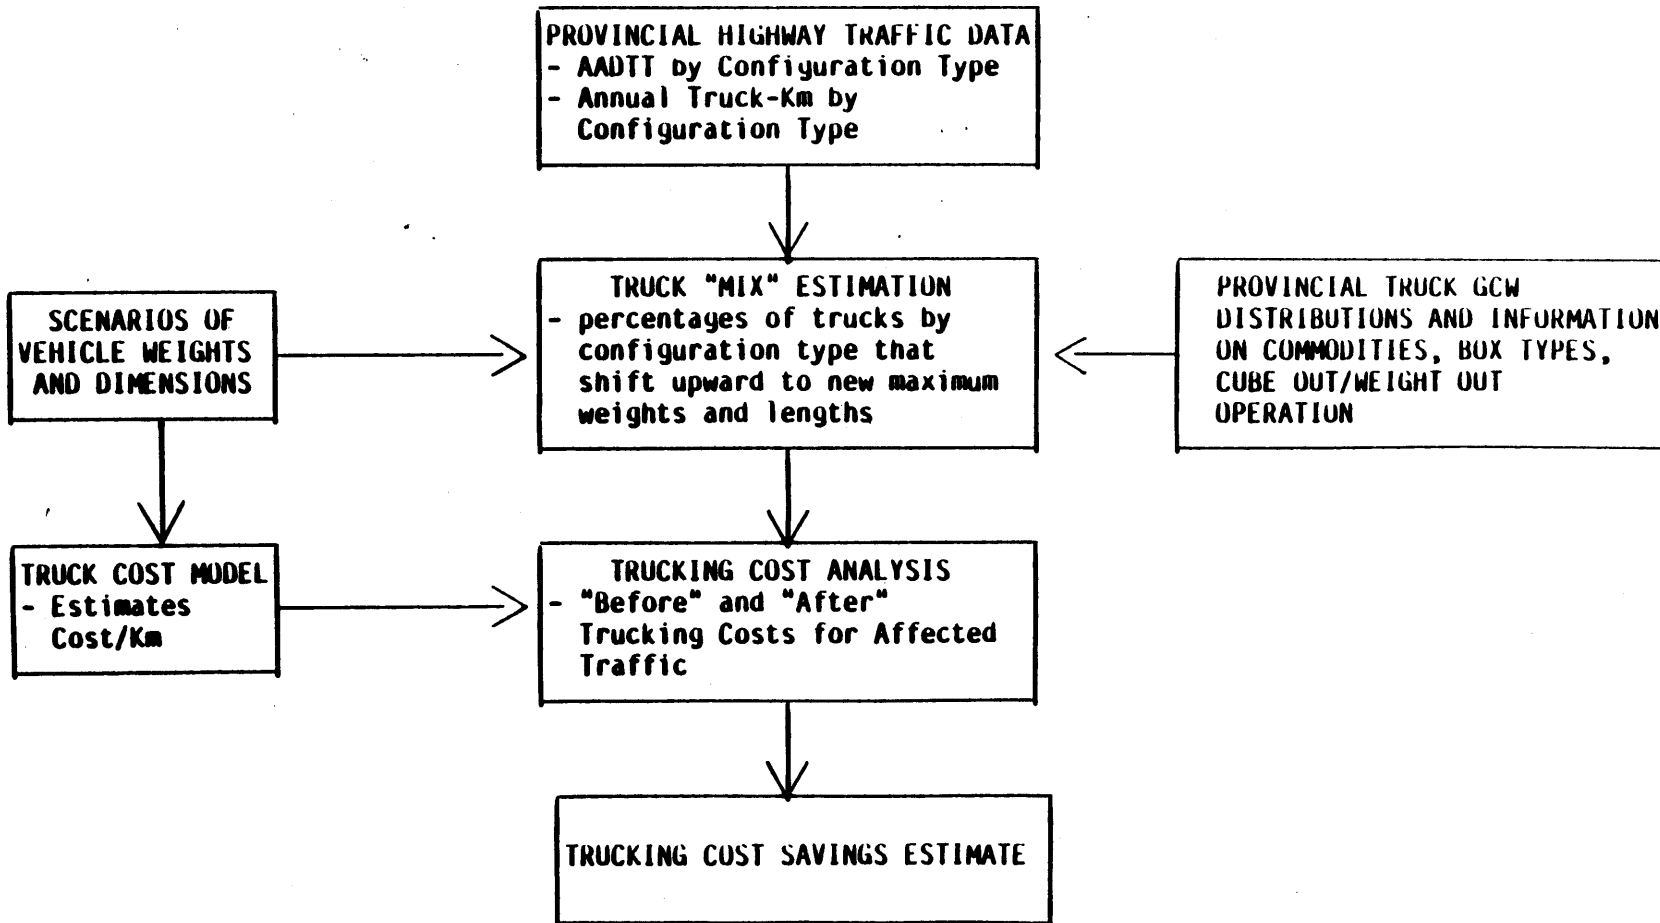 PROVINCIAL HIGHWAY TRAFFIC DATA
- AADTT by Configuration Type
- Annual Truck-Km by
Configuration Type
SCENARIOS OF
VEHICLE WEIGHTS
AND DIMENSIONS
TRUCK "MIX" ESTIMATION
- percentages of trucks by
configuration type that
shift upward to new maximum
weights and lengths
PROVINCIAL TRUCK GCW
DISTRIBUTIONS AND INFORMATION
ON COMMODITIES, BOX TYPES,
CUBE OUT/WEIGHT OUT
OPERATION
TRUCK COST MODEL
- Estimates
Cost/Km
TRUCKING COST ANALYSIS
- "Before" and "After"
Trucking Costs for Affected
Traffic
TRUCKING COST SAVINGS ESTIMATE